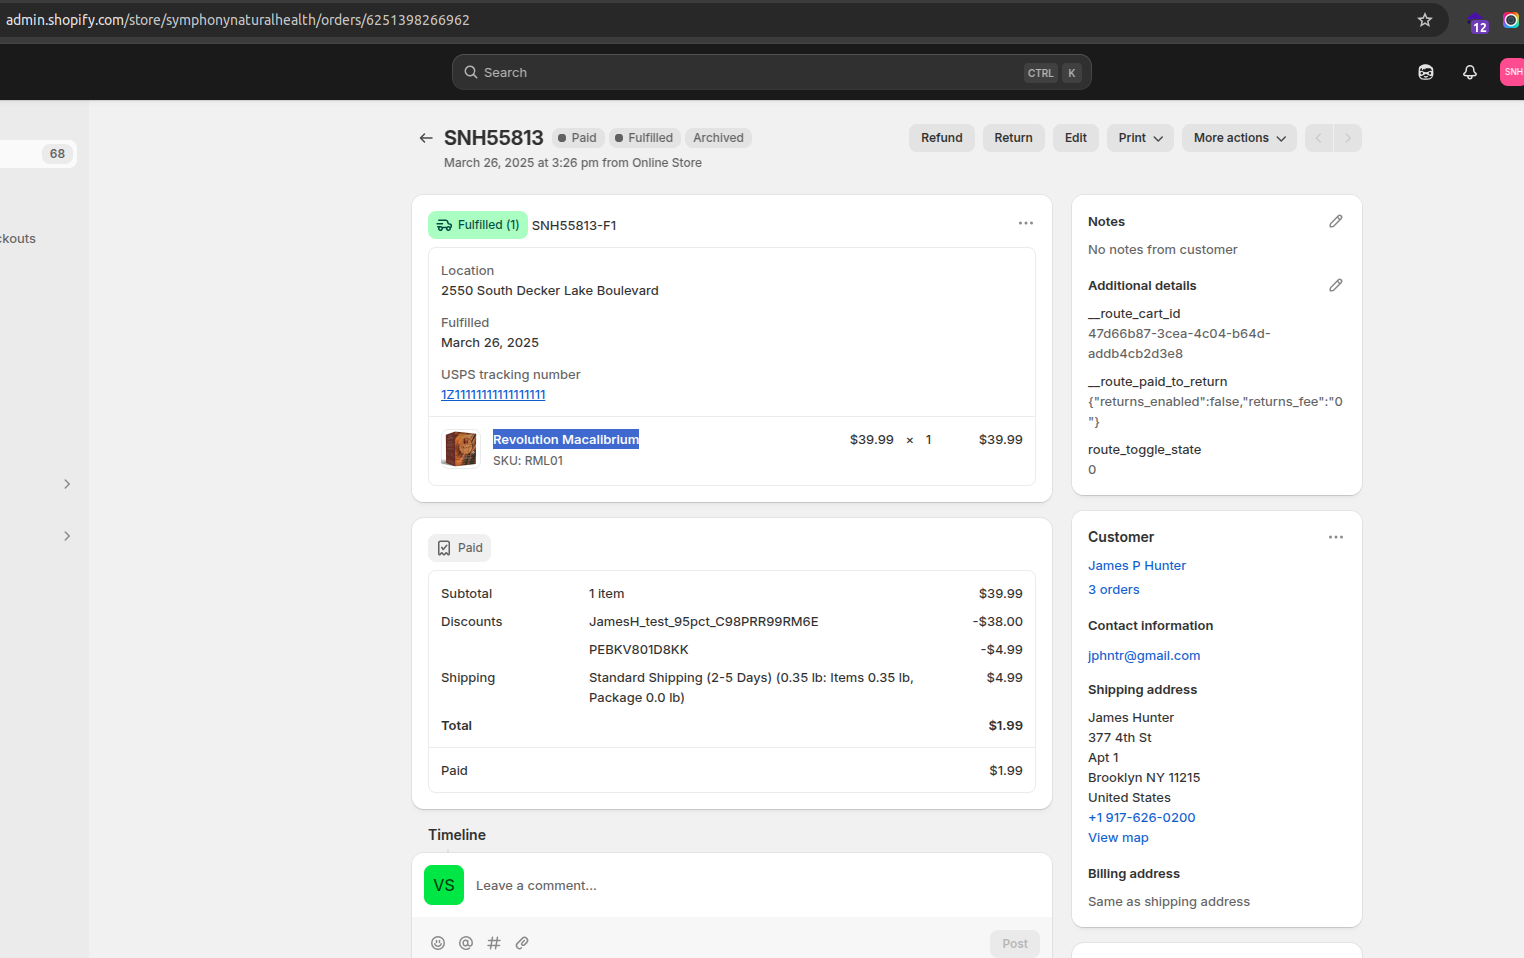 admin.shopify.com/store/symphonynaturalhealth/orders/6251398266962
12
Search
CTRL K
SNH
68
ckouts
SNH55813 Paid Fulfilled Archived
March 26, 2025 at 3:26 pm from Online Store
Refund Return Edit Print More actions
Fulfilled (1) SNH55813-F1
Location
2550 South Decker Lake Boulevard
Fulfilled
March 26, 2025
USPS tracking number
1Z11111111111111111
Revolution Macalibrium $39.99 × 1 $39.99
SKU: RML01
Paid
Subtotal 1 item $39.99
Discounts JamesH_test_95pct_C98PRR99RM6E -$38.00
PEBKV801D8KK -$4.99
Shipping Standard Shipping (2-5 Days) (0.35 lb: Items 0.35 lb, $4.99
Package 0.0 lb)
Total $1.99
Paid $1.99
Timeline
VS Leave a comment...
Post
Notes
No notes from customer
Additional details
__route_cart_id
47d66b87-3cea-4c04-b64d-
addb4cb2d3e8
__route_paid_to_return
{"returns_enabled":false,"returns_fee":"0
"}
route_toggle_state
0
Customer
James P Hunter
3 orders
Contact information
jphntr@gmail.com
Shipping address
James Hunter
377 4th St
Apt 1
Brooklyn NY 11215
United States
+1 917-626-0200
View map
Billing address
Same as shipping address